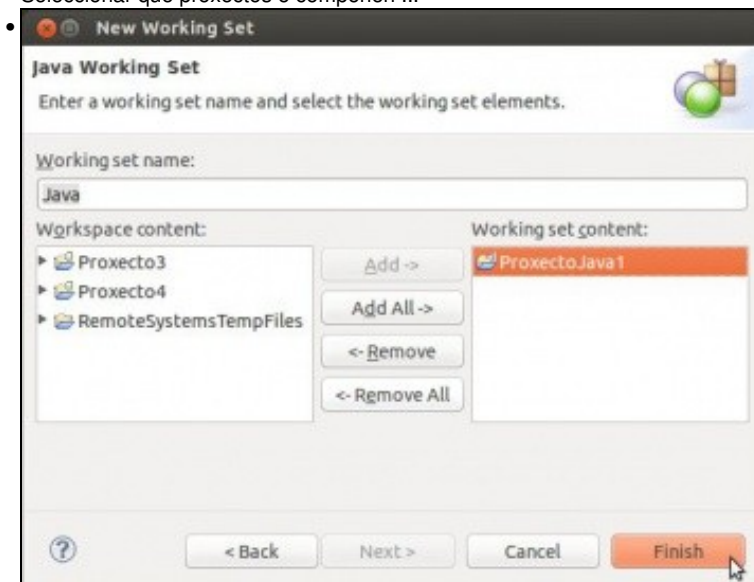 New Working Set
Java Working Set
Enter a working set name and select the working set elements.
Working set name:
Java
Workspace content:
Working set content:
Proxecto3
Proxecto4
RemoteSystemsTempFiles
Add ->
Add All ->
<- Remove
<- Remove All
ProxectoJava1
< Back
Next >
Cancel
Finish